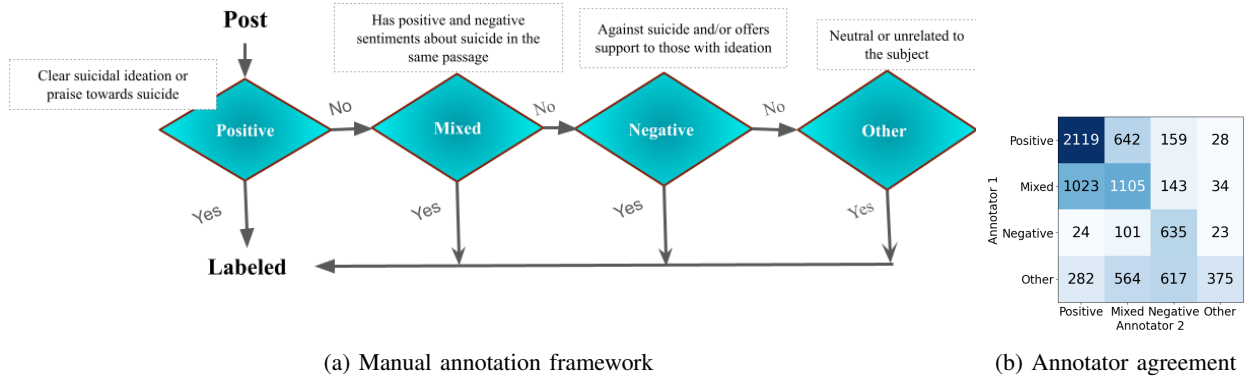 Post
Clear suicidal ideation or
praise towards suicide
Has positive and negative
sentiments about suicide in the
same passage
Against suicide and/or offers
support to those with ideation
Neutral or unrelated to
the subject
Positive
No
Mixed
No
Negative
No
Other
Yes
Yes
Yes
Yes
Labeled
(a) Manual annotation framework
Annotator 1
Positive 2119 642 159 28
Mixed 1023 1105 143 34
Negative 24 101 635 23
Other 282 564 617 375
Positive Mixed Negative Other
Annotator 2
(b) Annotator agreement